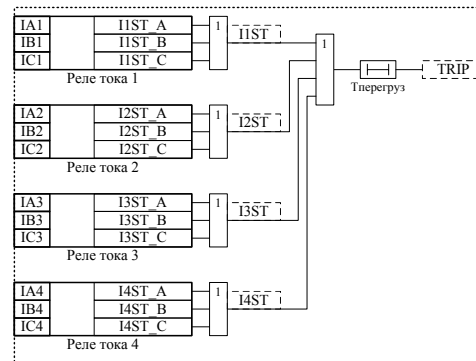 IA1 I1ST_A 1 I1ST 1
IB1 I1ST_B
IC1 I1ST_C
Реле тока 1
TRIP
Тперегруз
IA2 I2ST_A 1 I2ST
IB2 I2ST_B
IC2 I2ST_C
Реле тока 2
IA3 I3ST_A 1 I3ST
IB3 I3ST_B
IC3 I3ST_C
Реле тока 3
IA4 I4ST_A 1 I4ST
IB4 I4ST_B
IC4 I4ST_C
Реле тока 4